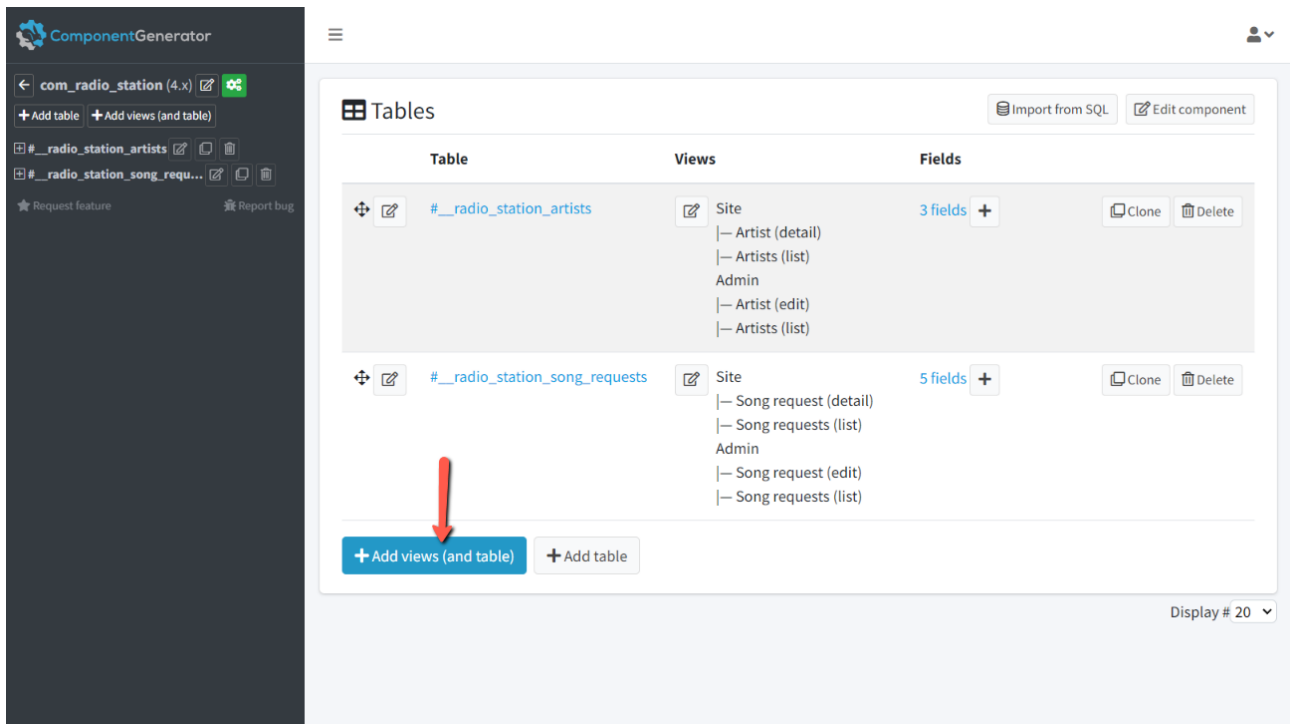 ComponentGenerator
com_radio_station (4.x)
Add table Add views (and table)
#__radio_station_artists
#__radio_station_song_requ...
Request feature Report bug
Tables Import from SQL Edit component
Table Views Fields
#__radio_station_artists Site 3 fields Clone Delete
|— Artist (detail)
|— Artists (list)
Admin
|— Artist (edit)
|— Artists (list)
#__radio_station_song_requests Site 5 fields Clone Delete
|— Song request (detail)
|— Song requests (list)
Admin
|— Song request (edit)
|— Song requests (list)
Add views (and table) Add table
Display # 20